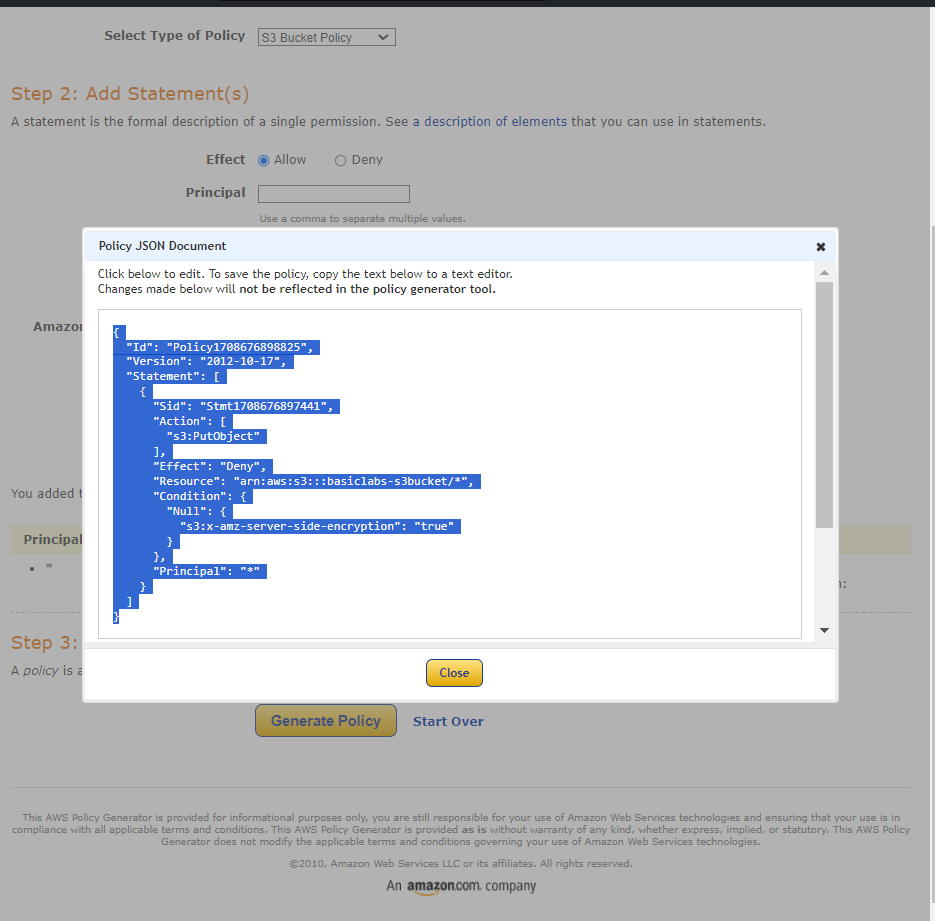 Select Type of Policy S3 Bucket Policy
Step 2: Add Statement(s)
A statement is the formal description of a single permission. See a description of elements that you can use in statements.
Effect Allow Deny
Principal
Use a comma to separate multiple values.
Policy JSON Document
Click below to edit. To save the policy, copy the text below to a text editor.
Changes made below will not be reflected in the policy generator tool.
{
"Id": "Policy1708676898825",
"Version": "2012-10-17",
"Statement": [
{
"Sid": "Stmt1708676897441",
"Action": [
"s3:PutObject"
],
"Effect": "Deny",
"Resource": "arn:aws:s3:::basiclabs-s3bucket/*",
"Condition": {
"Null": {
"s3:x-amz-server-side-encryption": "true"
}
},
"Principal": "*"
}
]
}
Close
You added
Principal
• *
Step 3:
A policy is a
Generate Policy Start Over
This AWS Policy Generator is provided for informational purposes only, you are still responsible for your use of Amazon Web Services technologies and ensuring that your use is in
compliance with all applicable terms and conditions. This AWS Policy Generator is provided as is without warranty of any kind, whether express, implied, or statutory. This AWS Policy
Generator does not modify the applicable terms and conditions governing your use of Amazon Web Services technologies.
©2010, Amazon Web Services LLC or its affiliates. All rights reserved.
An amazon.com. company